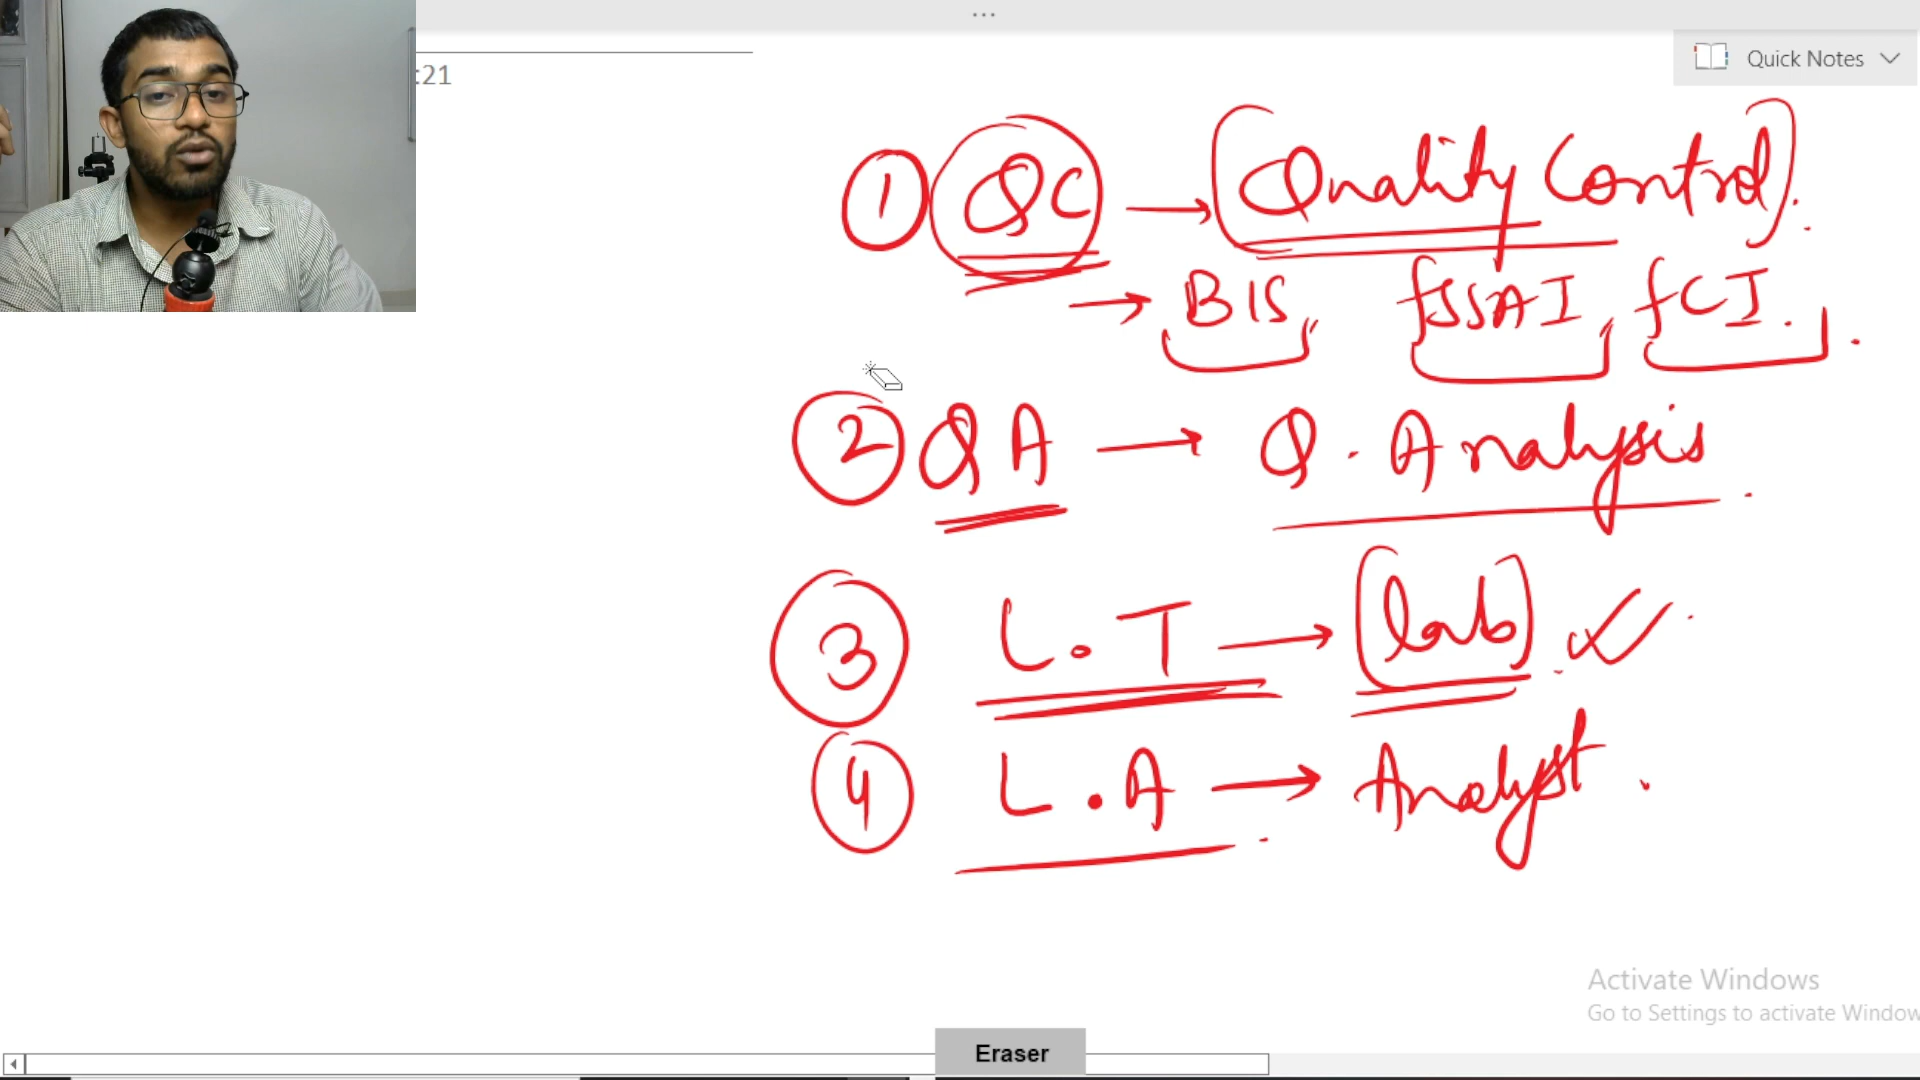 ...
:21
Quick Notes
① QC → (Quality Control).
→ BIS, fSSAI, fCI.
② QA → Q. Analysis.
③ L.T → (lab).
④ L.A → Analyst.
Activate Windows
Go to Settings to activate Window
Eraser